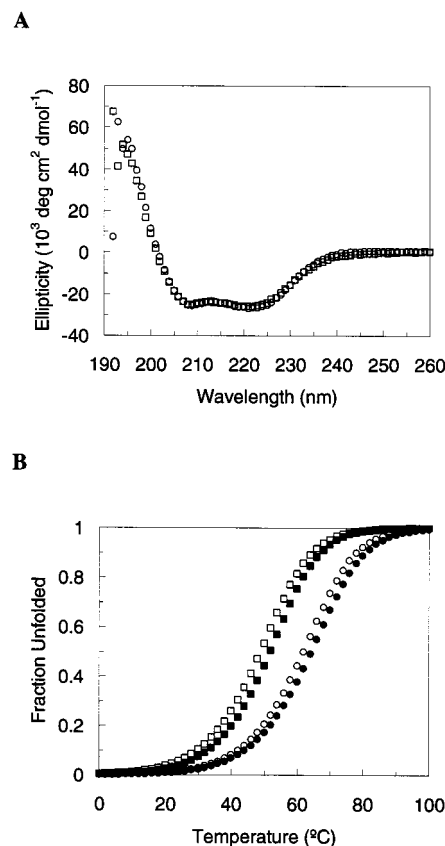 A
80
60
40
20
0
-20
-40
Ellipticity (10³ deg cm² dmol⁻¹)
190 200 210 220 230 240 250 260
Wavelength (nm)
B
1
0.8
0.6
0.4
0.2
0
Fraction Unfolded
0 20 40 60 80 100
Temperature (ºC)